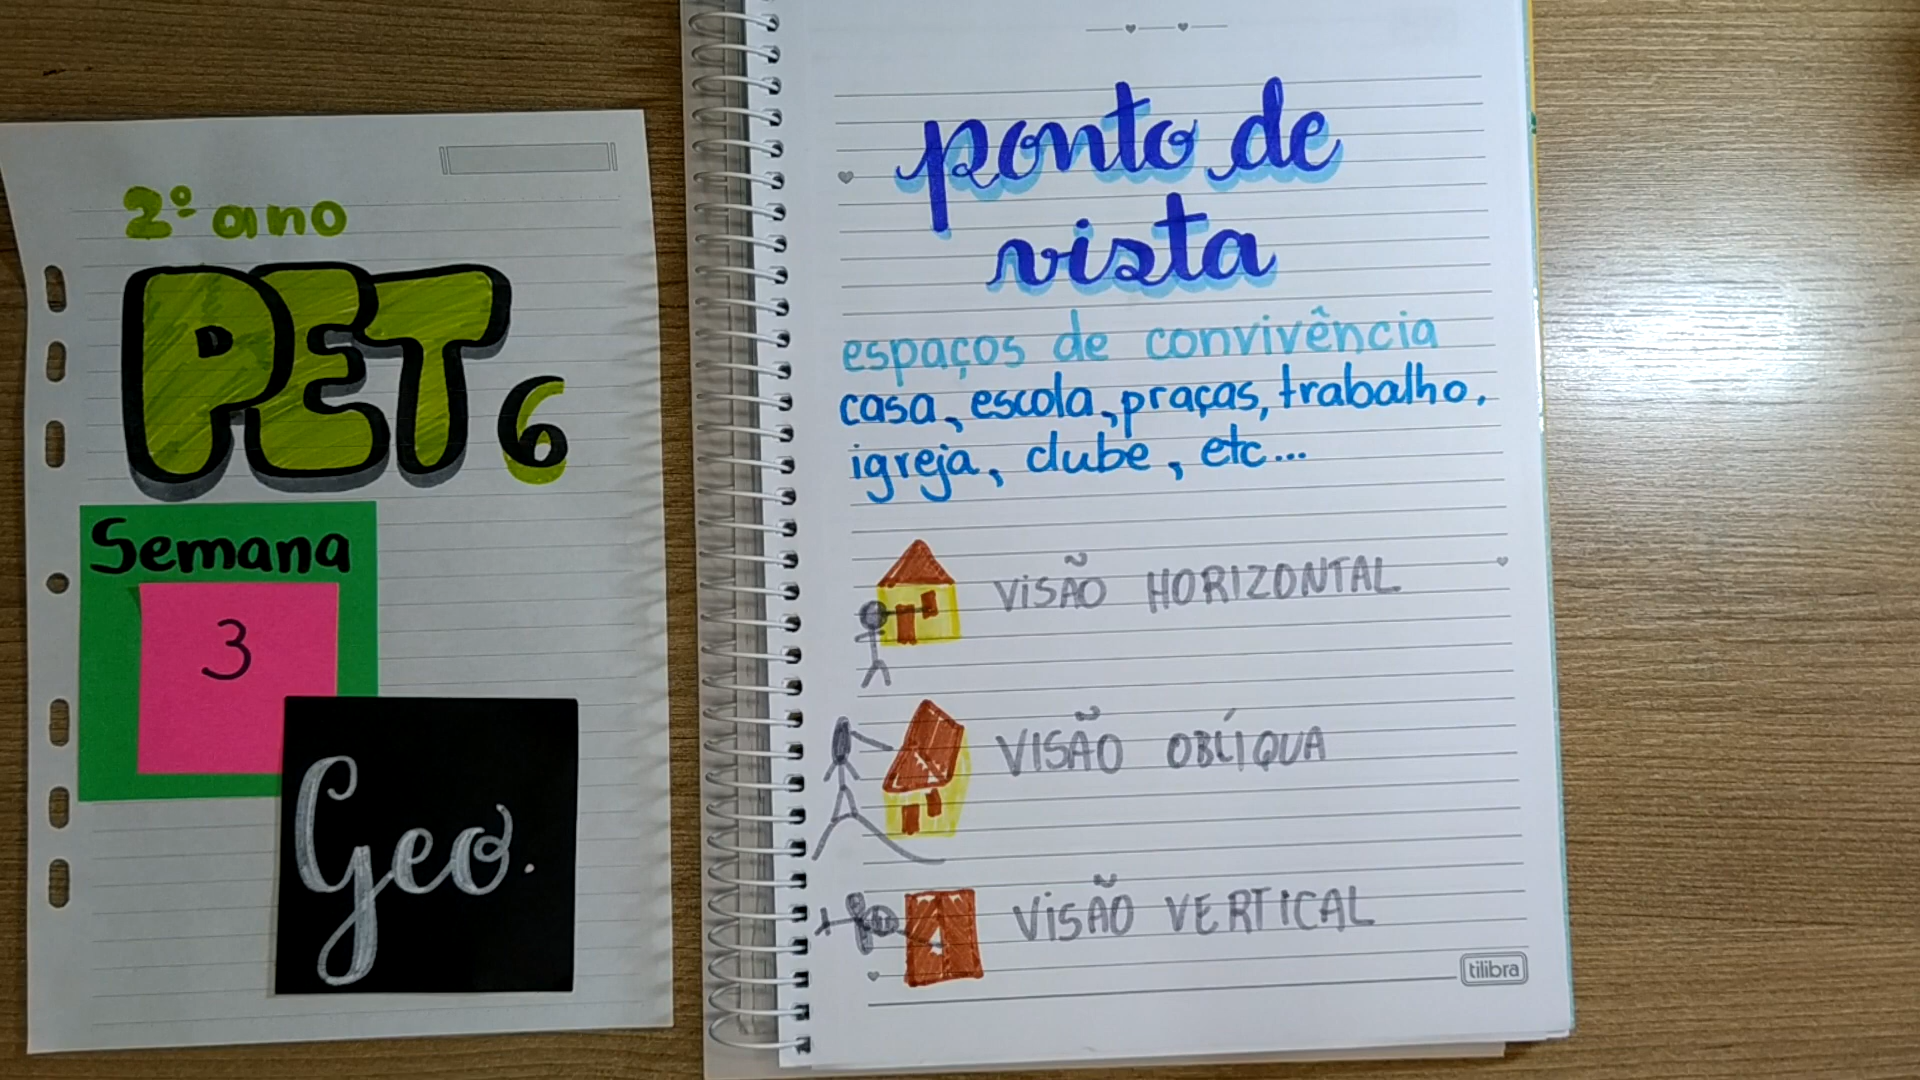 2º ano
PET 6
Semana
3
Geo.
ponto de
vista
espaços de convivência
casa, escola, praças, trabalho,
igreja, clube, etc...
VISÃO HORIZONTAL
VISÃO OBLÍQUA
VISÃO VERTICAL
tilibra